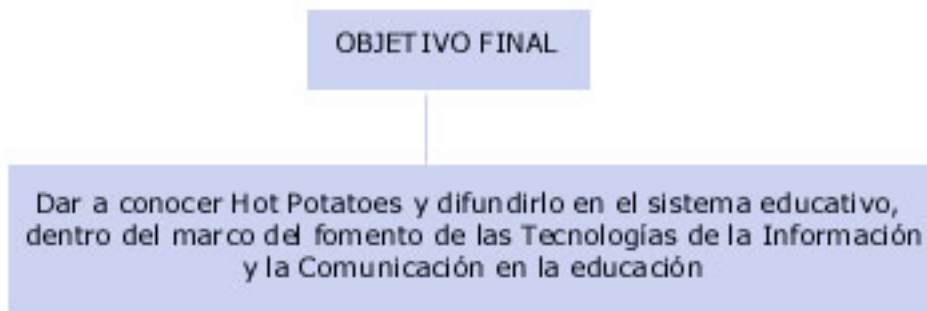 OBJETIVO FINAL
Dar a conocer Hot Potatoes y difundirlo en el sistema educativo,
dentro del marco del fomento de las Tecnologías de la Información
y la Comunicación en la educación